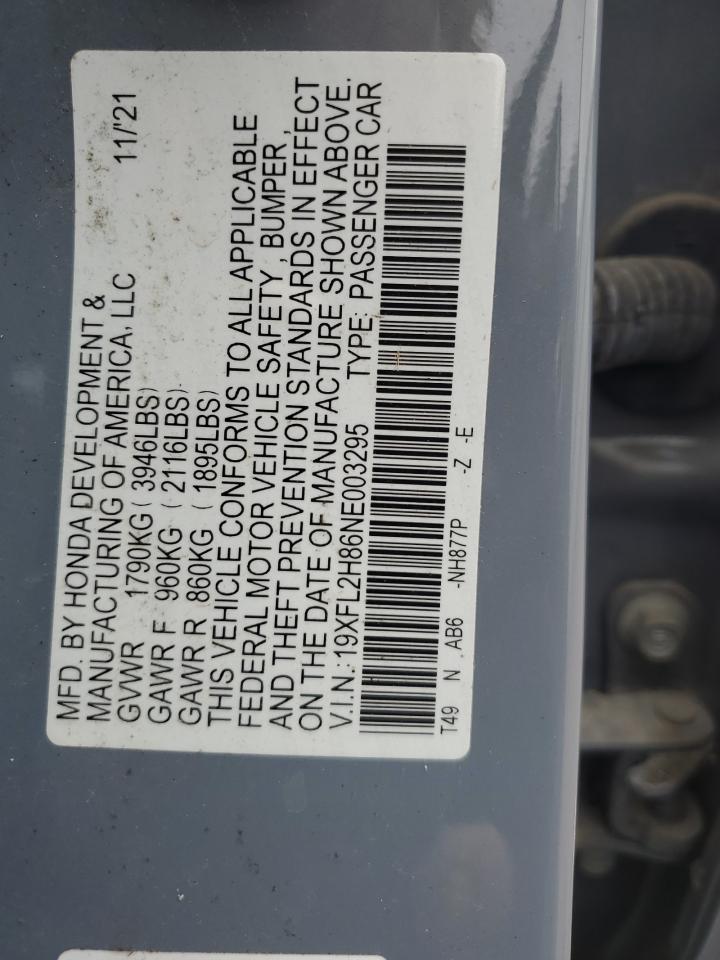 MFD. BY HONDA DEVELOPMENT &
MANUFACTURING OF AMERICA, LLC 11/'21
GVWR 1790KG ( 3946LBS)
GAWR F 960KG ( 2116LBS)
GAWR R 860KG ( 1895LBS)
THIS VEHICLE CONFORMS TO ALL APPLICABLE
FEDERAL MOTOR VEHICLE SAFETY, BUMPER,
AND THEFT PREVENTION STANDARDS IN EFFECT
ON THE DATE OF MANUFACTURE SHOWN ABOVE.
V.I.N.:19XFL2H86NE003295 TYPE: PASSENGER CAR
T49 N AB6 -NH877P -Z -E